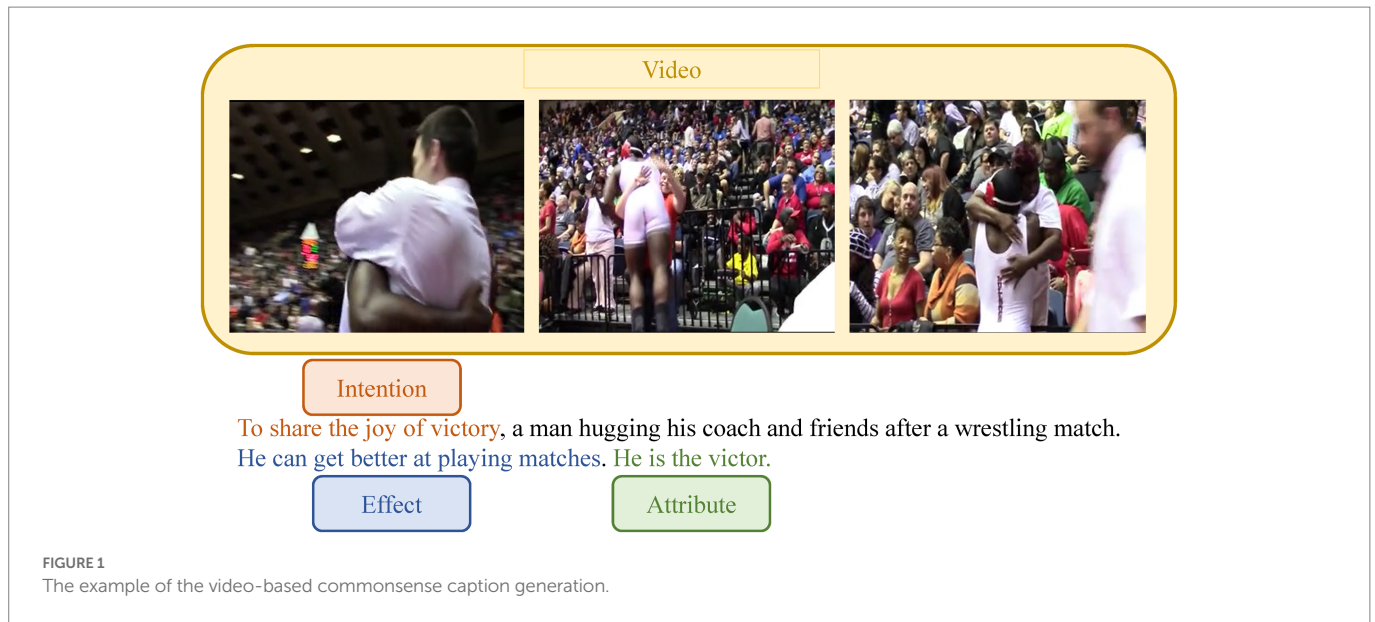 Video
Intention
To share the joy of victory, a man hugging his coach and friends after a wrestling match.
He can get better at playing matches. He is the victor.
Effect
Attribute
FIGURE 1
The example of the video-based commonsense caption generation.